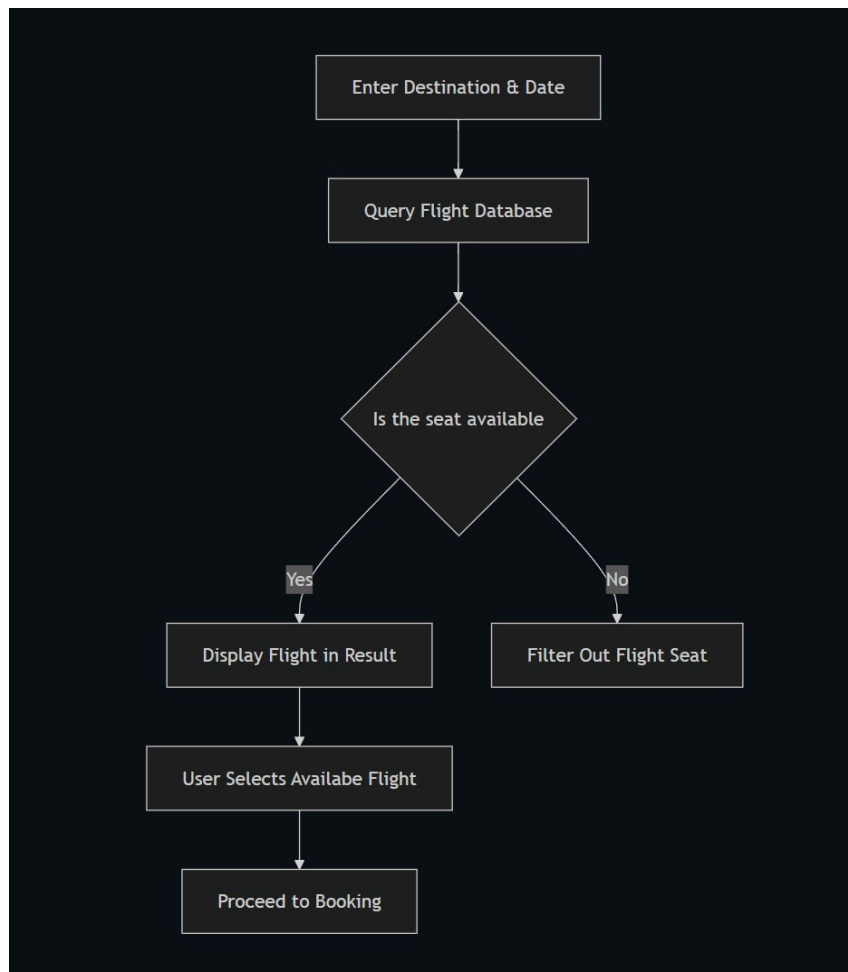 Enter Destination & Date
Query Flight Database
Is the seat available
Yes
No
Display Flight in Result
Filter Out Flight Seat
User Selects Availabe Flight
Proceed to Booking